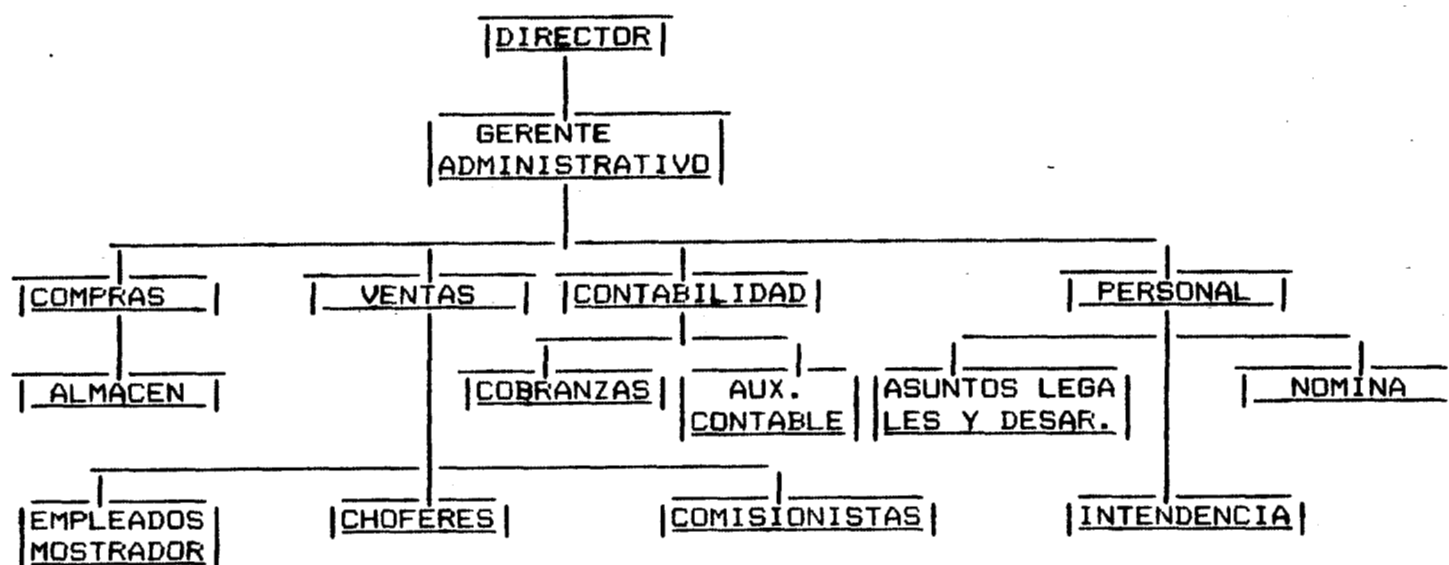 DIRECTOR
GERENTE
ADMINISTRATIVO
COMPRAS
VENTAS
CONTABILIDAD
PERSONAL
ALMACEN
COBRANZAS
AUX.
CONTABLE
ASUNTOS LEGA
LES Y DESAR.
NOMINA
EMPLEADOS
MOSTRADOR
CHOFERES
COMISIONISTAS
INTENDENCIA